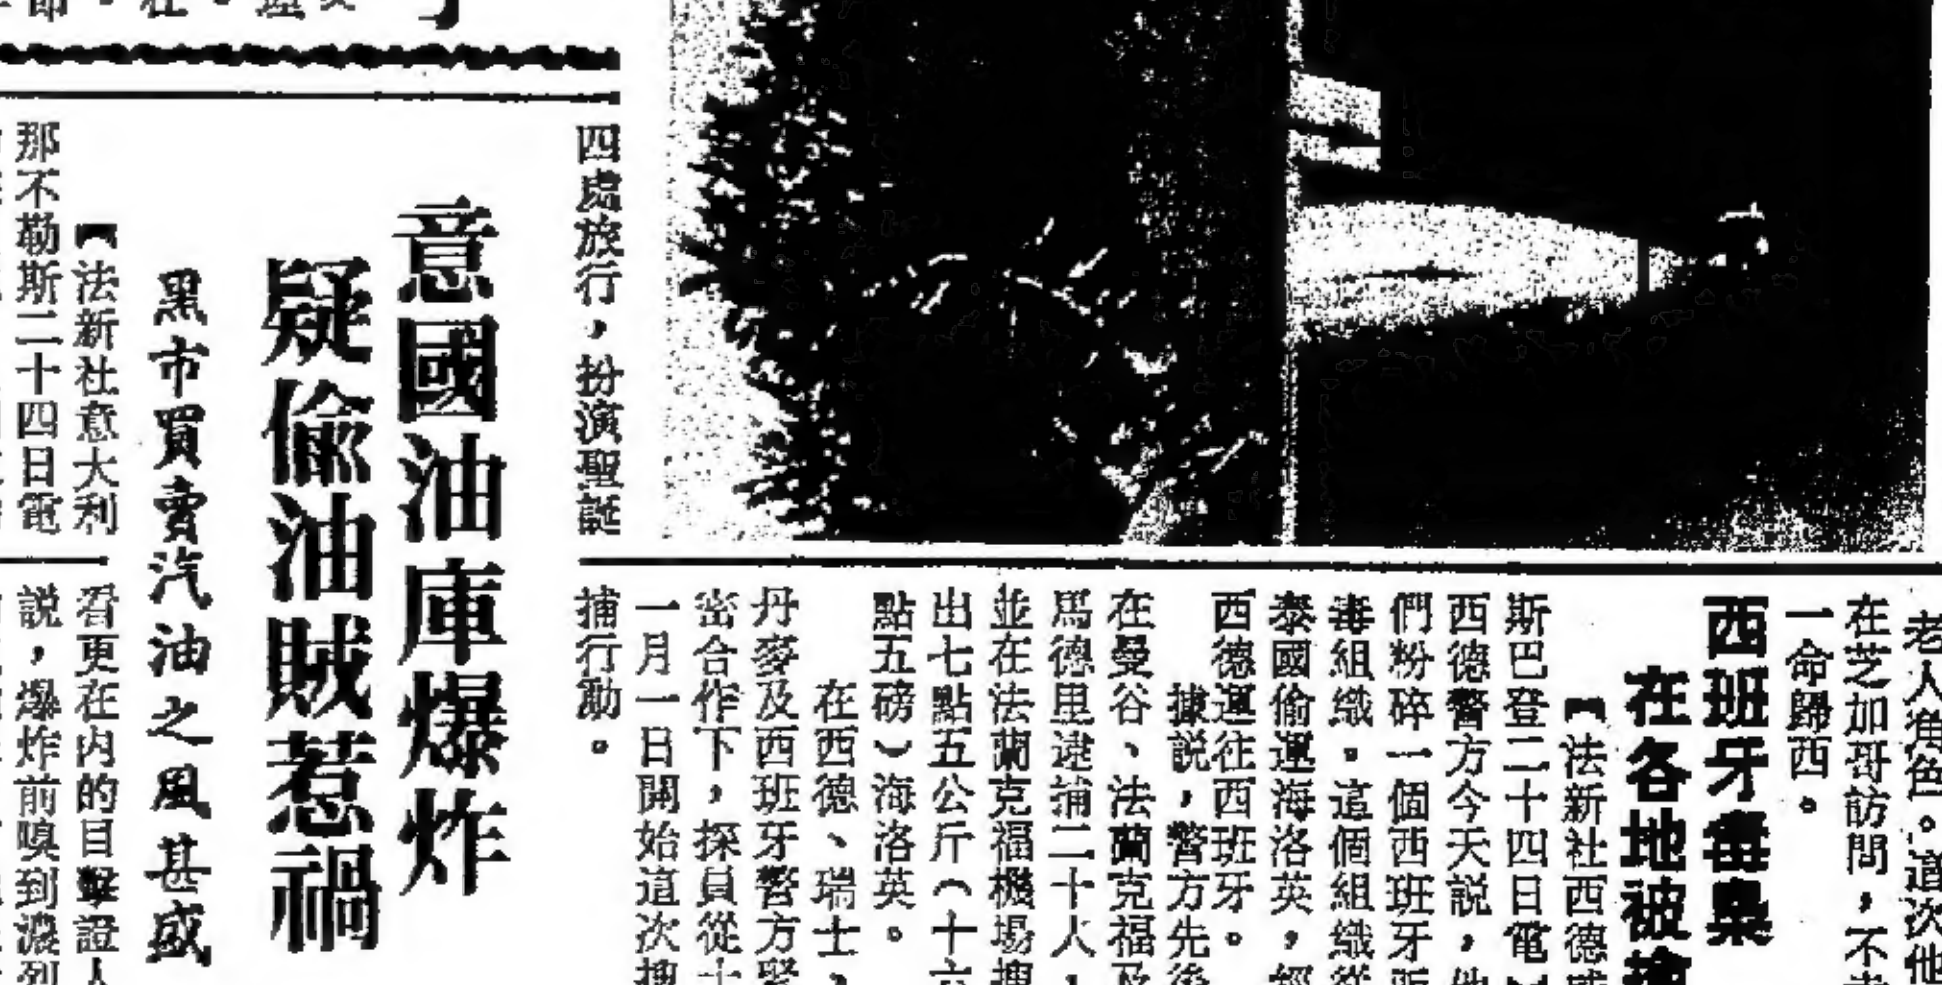 老人角色。這次他
在芝加哥訪問，不
一命歸西。
西班牙毒梟
在各地被
【法新社西德威
斯巴登二十四日電
西德警方今天説，他
們粉碎一個西班牙販
毒組織。這個組織從
泰國偷運海洛英，經
西德運往西班牙。
據説，警方先後
在曼谷、法蘭克福及
馬德里逮捕二十人，
並在法蘭克福機場搜
出七點五公斤（十六
點五磅）海洛英。
在西德、瑞士，
丹麥及西班牙警方緊
密合作下，探員從十
一月一日開始這次搜
捕行動。
四處旅行，扮演聖誕
意國油庫爆炸
疑偷油賊惹禍
黑市買賣汽油之風甚盛
【法新社意大利
那不勒斯二十四日電
看更在内的目擊證人
説，爆炸前嗅到濃烈